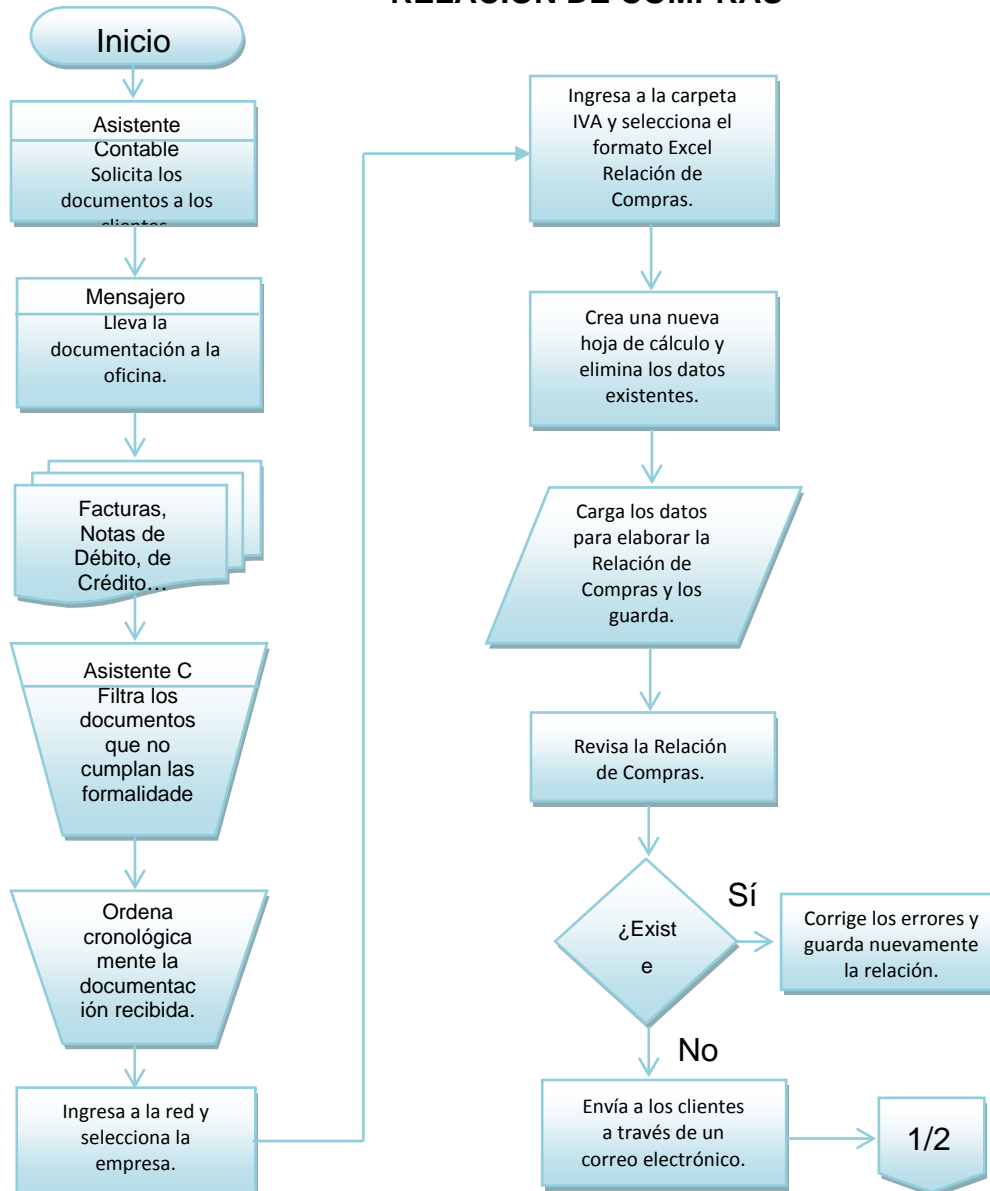 RELACIÓN DE COMPRAS
Inicio
Asistente
Contable
Solicita los
documentos a los
clientes
Mensajero
Lleva la
documentación a la
oficina.
Facturas,
Notas de
Débito, de
Crédito…
Asistente C
Filtra los
documentos
que no
cumplan las
formalidade
Ordena
cronológica
mente la
documentac
ión recibida.
Ingresa a la red y
selecciona la
empresa.
Ingresa a la carpeta
IVA y selecciona el
formato Excel
Relación de
Compras.
Crea una nueva
hoja de cálculo y
elimina los datos
existentes.
Carga los datos
para elaborar la
Relación de
Compras y los
guarda.
Revisa la Relación
de Compras.
¿Exist
e
Sí
Corrige los errores y
guarda nuevamente
la relación.
No
Envía a los clientes
a través de un
correo electrónico.
1/2